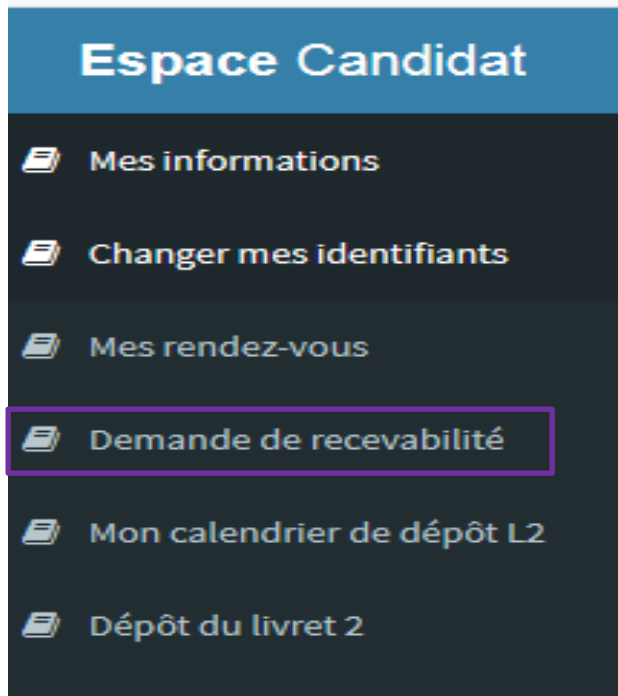 Espace Candidat
Mes informations
Changer mes identifiants
Mes rendez-vous
Demande de recevabilité
Mon calendrier de dépôt L2
Dépôt du livret 2